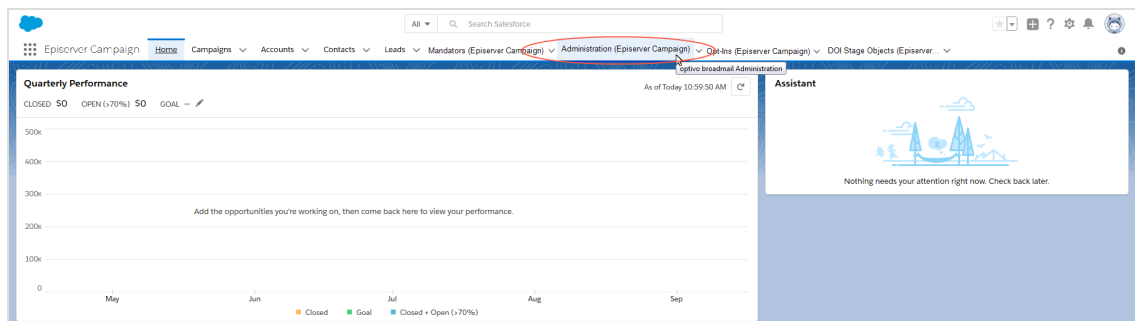 All
Search Salesforce
Episerver Campaign Home Campaigns Accounts Contacts Leads Mandators (Episerver Campaign) Administration (Episerver Campaign) Opt-Ins (Episerver Campaign) DOI Stage Objects (Episerver...
optivo broadmail Administration
Quarterly Performance
As of Today 10:59:50 AM
CLOSED $0 OPEN (>70%) $0 GOAL --
500K
400K
300K
200K
100K
0
Add the opportunities you're working on, then come back here to view your performance.
May Jun Jul Aug Sep
Closed Goal Closed + Open (>70%)
Assistant
Nothing needs your attention right now. Check back later.